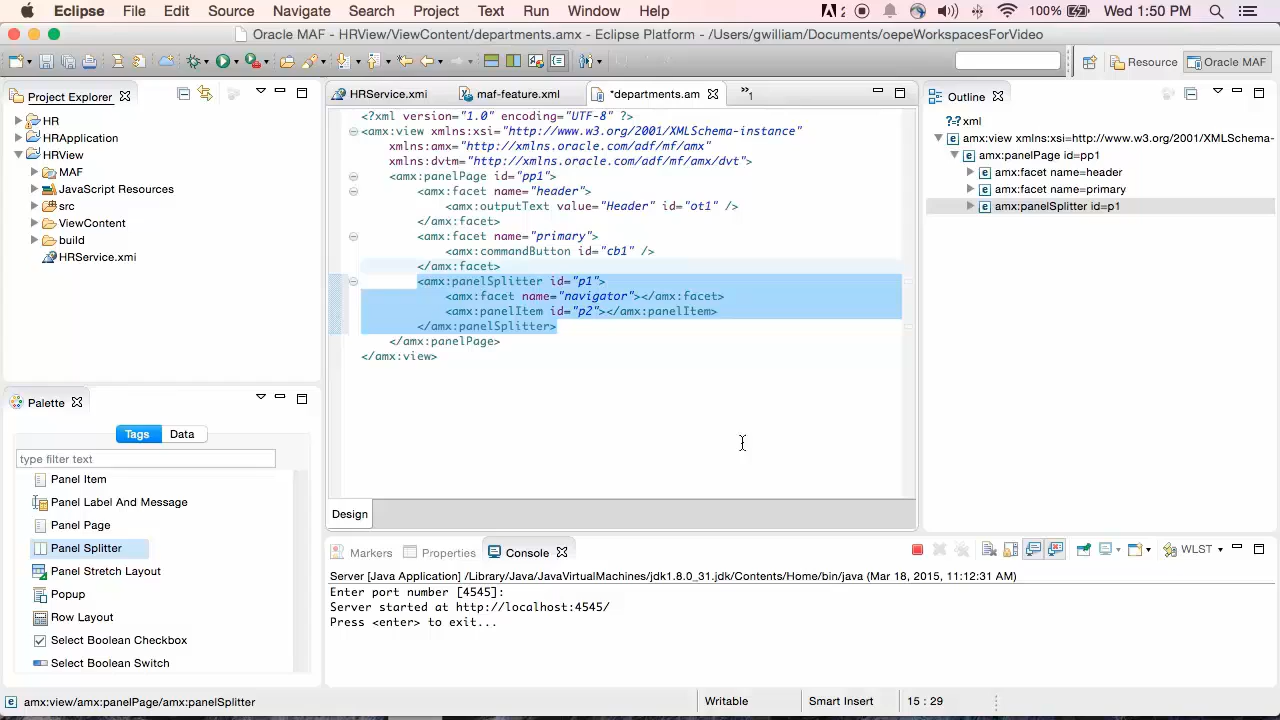 Eclipse File Edit Source Navigate Search Project Text Run Window Help 2 100% Wed 1:50 PM
Oracle MAF - HRView/ViewContent/departments.amx - Eclipse Platform - /Users/gwilliam/Documents/oepeWorkspacesForVideo
Resource Oracle MAF
Project Explorer
HR
HRApplication
HRView
MAF
JavaScript Resources
src
ViewContent
build
HRService.xmi
Palette
Tags Data
type filter text
Panel Item
Panel Label And Message
Panel Page
Panel Splitter
Panel Stretch Layout
Popup
Row Layout
Select Boolean Checkbox
Select Boolean Switch
HRService.xmi maf-feature.xml *departments.am »1
<?xml version="1.0" encoding="UTF-8" ?>
<amx:view xmlns:xsi="http://www.w3.org/2001/XMLSchema-instance"
xmlns:amx="http://xmlns.oracle.com/adf/mf/amx"
xmlns:dvtm="http://xmlns.oracle.com/adf/mf/amx/dvt">
<amx:panelPage id="pp1">
<amx:facet name="header">
<amx:outputText value="Header" id="ot1" />
</amx:facet>
<amx:facet name="primary">
<amx:commandButton id="cb1" />
</amx:facet>
<amx:panelSplitter id="p1">
<amx:facet name="navigator"></amx:facet>
<amx:panelItem id="p2"></amx:panelItem>
</amx:panelSplitter>
</amx:panelPage>
</amx:view>
Design
Outline
xml
amx:view xmlns:xsi=http://www.w3.org/2001/XMLSchema-
amx:panelPage id=pp1
amx:facet name=header
amx:facet name=primary
amx:panelSplitter id=p1
Markers Properties Console
WLST
Server [Java Application] /Library/Java/JavaVirtualMachines/jdk1.8.0_31.jdk/Contents/Home/bin/java (Mar 18, 2015, 11:12:31 AM)
Enter port number [4545]:
Server started at http://localhost:4545/
Press <enter> to exit...
amx:view/amx:panelPage/amx:panelSplitter Writable Smart Insert 15 : 29